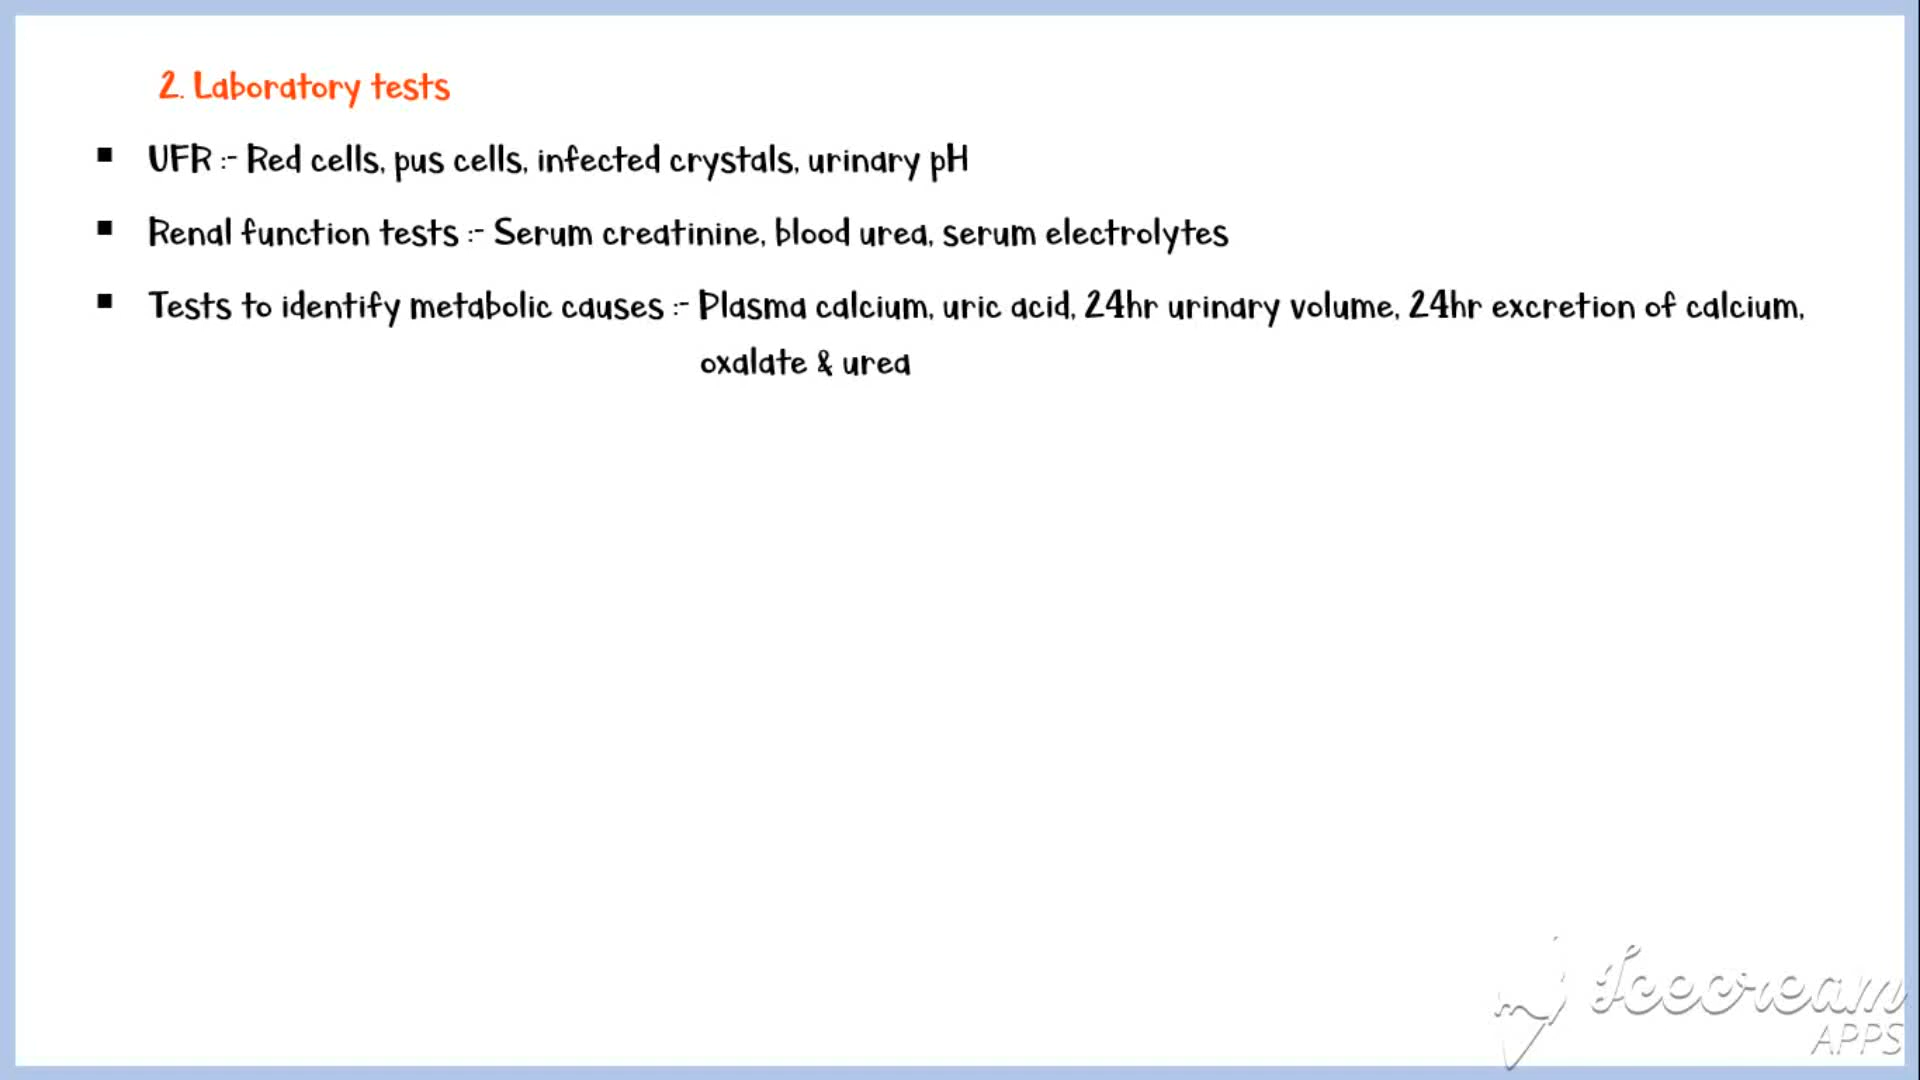 2. Laboratory tests
▪ UFR :- Red cells, pus cells, infected crystals, urinary pH
▪ Renal function tests :- Serum creatinine, blood urea, serum electrolytes
▪ Tests to identify metabolic causes :- Plasma calcium, uric acid, 24hr urinary volume, 24hr excretion of calcium,
oxalate & urea
Icecream
APPS